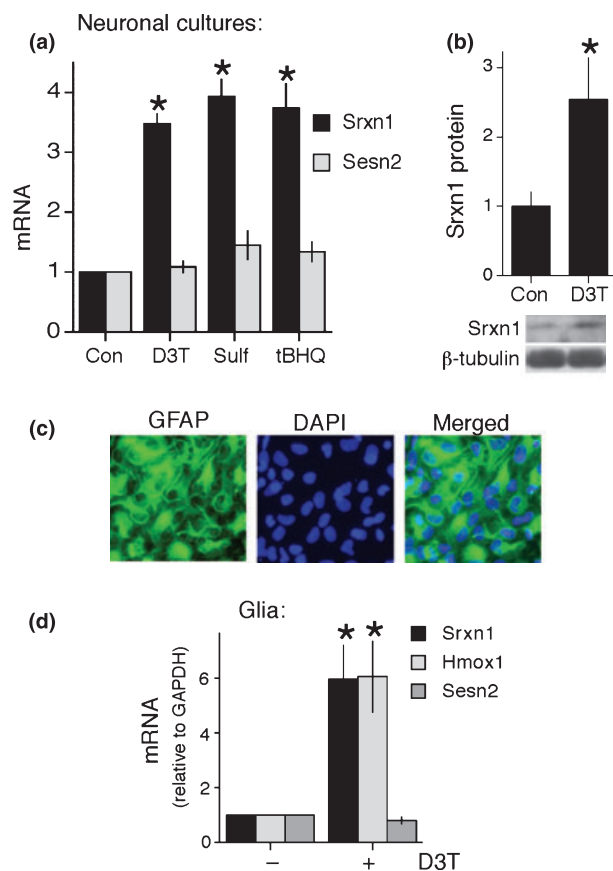 Neuronal cultures:
(a)
*
*
*
4
3
2
1
0
mRNA
Srxn1
Sesn2
Con D3T Sulf tBHQ
(b)
*
3
2
1
0
Srxn1 protein
Con D3T
Srxn1
β-tubulin
(c)
GFAP DAPI Merged
(d)
Glia:
* *
6
4
2
0
mRNA
(relative to GAPDH)
Srxn1
Hmox1
Sesn2
– + D3T